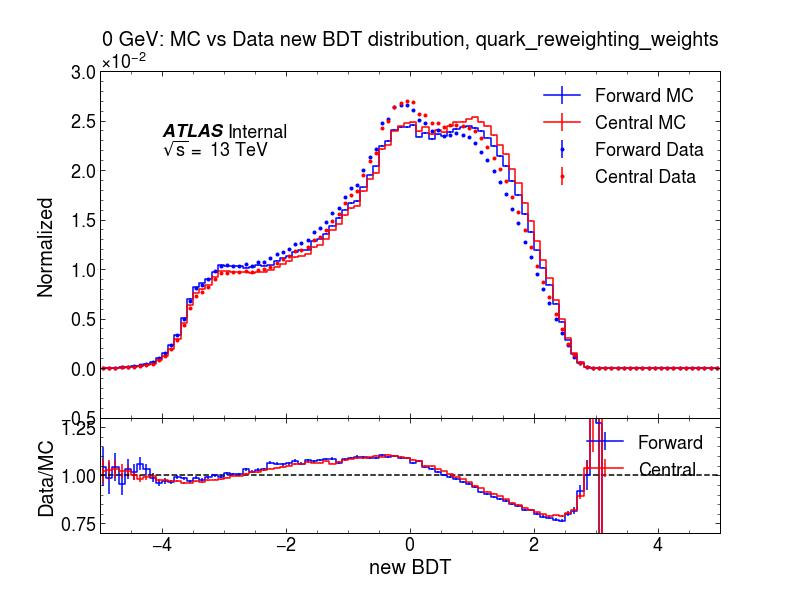 0 GeV: MC vs Data new BDT distribution, quark_reweighting_weights
×10⁻²
3.0
2.5
2.0
1.5
1.0
0.5
0.0
0.5
Normalized
ATLAS Internal
√s = 13 TeV
Forward MC
Central MC
Forward Data
Central Data
1.25
1.00
0.75
Data/MC
Forward
Central
−4
−2
0
2
4
new BDT